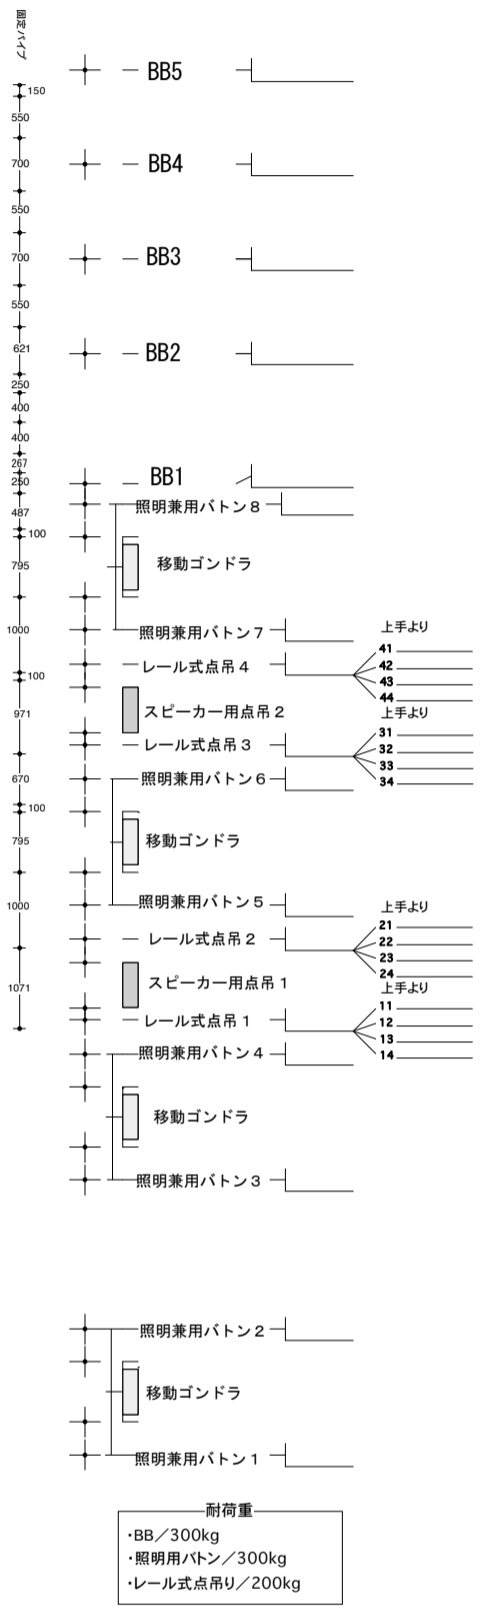 固定パイプ
BB5
150
550
BB4
700
550
BB3
700
550
BB2
621
250
400
400
267
BB1
250
照明兼用バトン８
487
100
移動ゴンドラ
795
照明兼用バトン７
上手より
1000
41
レール式点吊４
42
100
43
44
スピーカー用点吊２
上手より
971
31
レール式点吊３
32
33
照明兼用バトン６
34
670
100
移動ゴンドラ
795
照明兼用バトン５
上手より
1000
21
レール式点吊２
22
23
24
スピーカー用点吊１
上手より
1071
11
レール式点吊１
12
13
照明兼用バトン４
14
移動ゴンドラ
照明兼用バトン３
照明兼用バトン２
移動ゴンドラ
照明兼用バトン１
耐荷重
・BB／300kg
・照明用バトン／300kg
・レール式点吊り／200kg